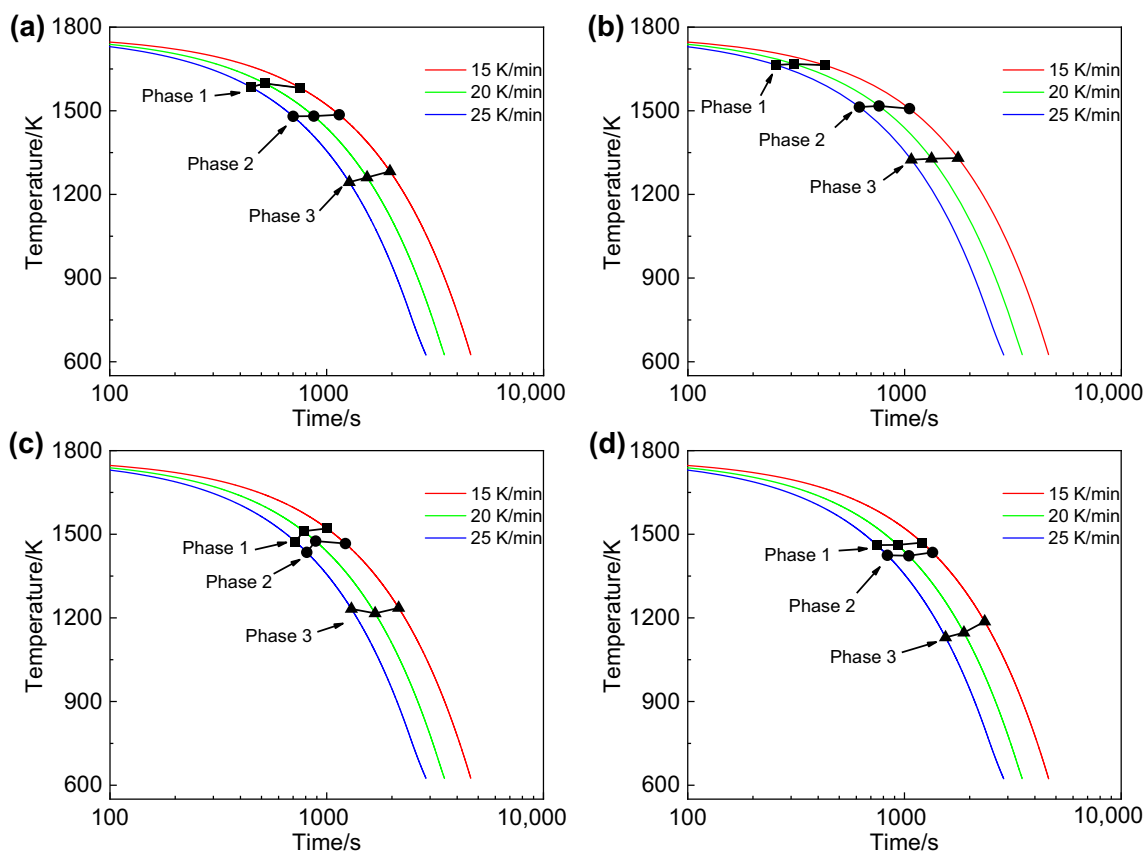 (a)
1800
1500
1200
900
600
Temperature/K
100
1000
10,000
Time/s
15 K/min
20 K/min
25 K/min
Phase 1
Phase 2
Phase 3
(b)
1800
1500
1200
900
600
Temperature/K
100
1000
10,000
Time/s
15 K/min
20 K/min
25 K/min
Phase 1
Phase 2
Phase 3
(c)
1800
1500
1200
900
600
Temperature/K
100
1000
10,000
Time/s
15 K/min
20 K/min
25 K/min
Phase 1
Phase 2
Phase 3
(d)
1800
1500
1200
900
600
Temperature/K
100
1000
10,000
Time/s
15 K/min
20 K/min
25 K/min
Phase 1
Phase 2
Phase 3